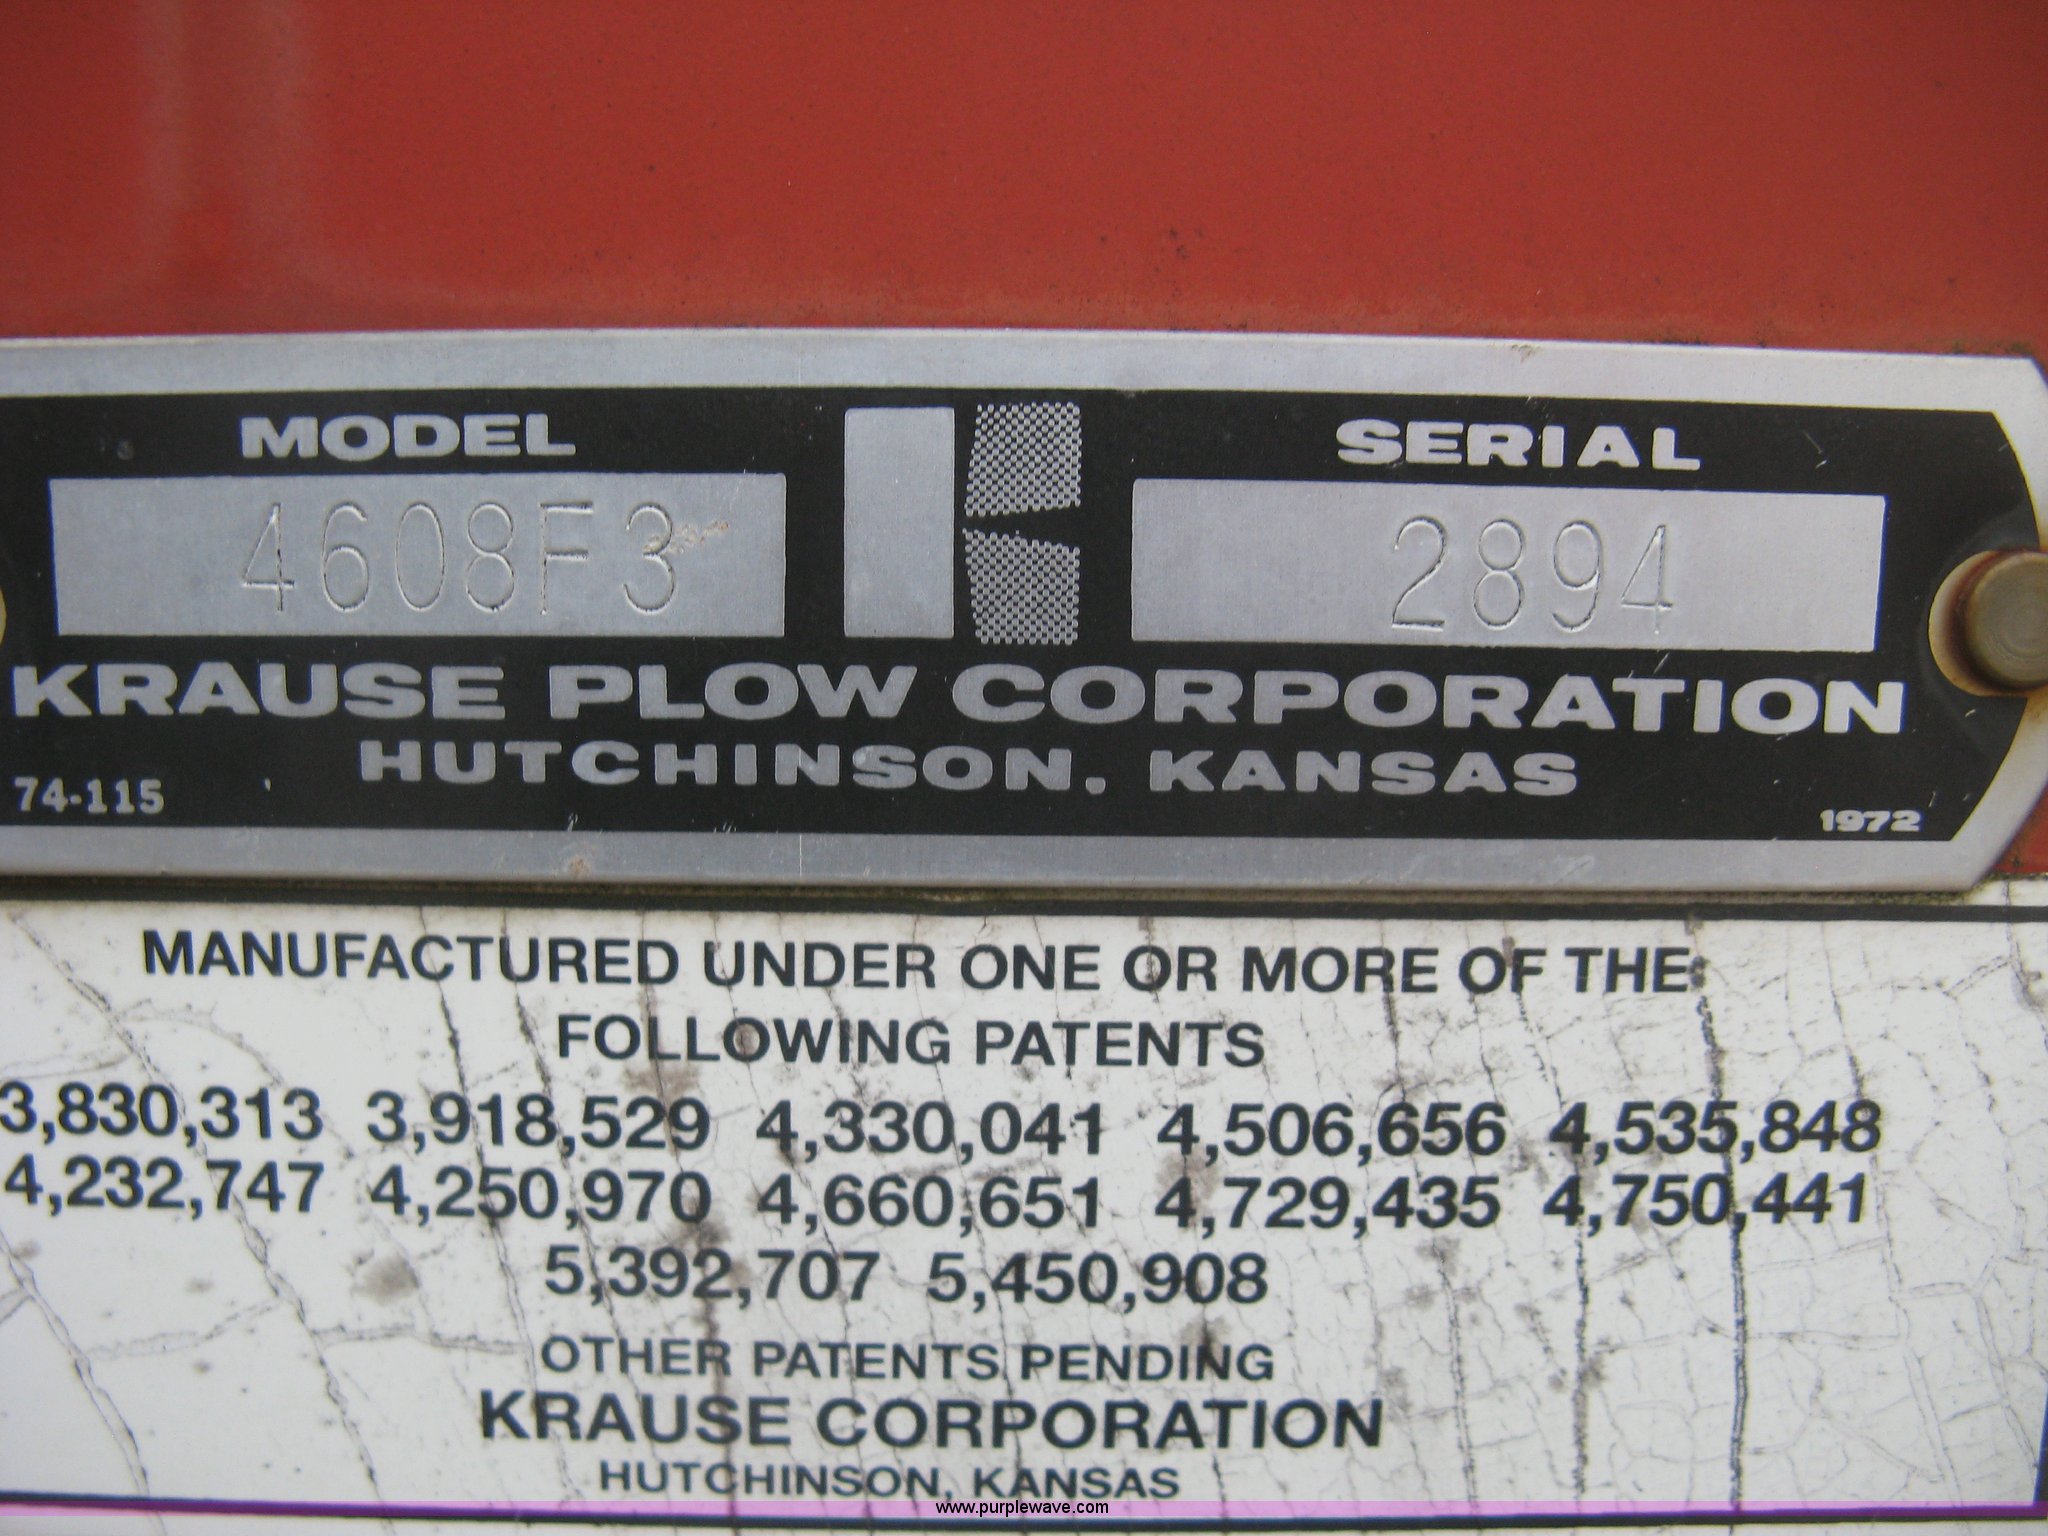 MODEL SERIAL
4608F3 2894
KRAUSE PLOW CORPORATION
HUTCHINSON, KANSAS
74-115 1972
MANUFACTURED UNDER ONE OR MORE OF THE
FOLLOWING PATENTS
3,830,313 3,918,529 4,330,041 4,506,656 4,535,848
4,232,747 4,250,970 4,660,651 4,729,435 4,750,441
5,392,707 5,450,908
OTHER PATENTS PENDING
KRAUSE CORPORATION
HUTCHINSON, KANSAS
www.purplewave.com